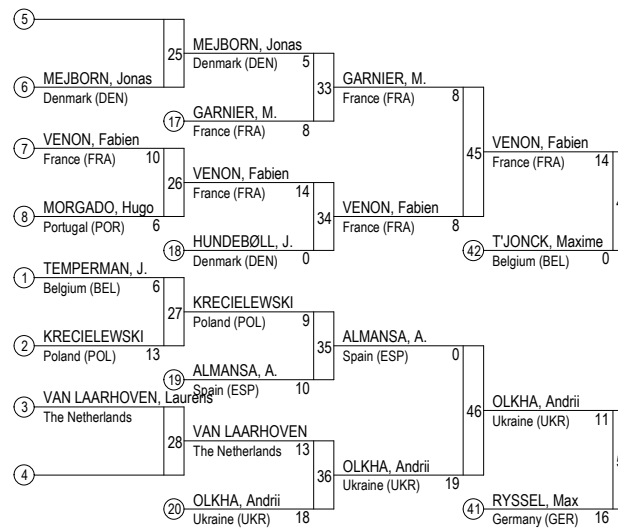 5
25
MEJBORN, Jonas
Denmark (DEN) 5
6 MEJBORN, Jonas
Denmark (DEN)
33
GARNIER, M.
France (FRA) 8
17 GARNIER, M.
France (FRA) 8
7 VENON, Fabien
France (FRA) 10
45
VENON, Fabien
France (FRA) 14
26
VENON, Fabien
France (FRA) 14
8 MORGADO, Hugo
Portugal (POR) 6
34
VENON, Fabien
France (FRA) 8
18 HUNDEBØLL, J.
Denmark (DEN) 0
42 T'JONCK, Maxime
Belgium (BEL) 0
1 TEMPERMAN, J.
Belgium (BEL) 6
27
KRECIELEWSKI
Poland (POL) 9
2 KRECIELEWSKI
Poland (POL) 13
35
ALMANSA, A.
Spain (ESP) 0
19 ALMANSA, A.
Spain (ESP) 10
3 VAN LAARHOVEN, Laurens
The Netherlands
46
OLKHA, Andrii
Ukraine (UKR) 11
28
VAN LAARHOVEN
The Netherlands 13
4
36
OLKHA, Andrii
Ukraine (UKR) 19
20 OLKHA, Andrii
Ukraine (UKR) 18
41 RYSSEL, Max
Germany (GER) 16